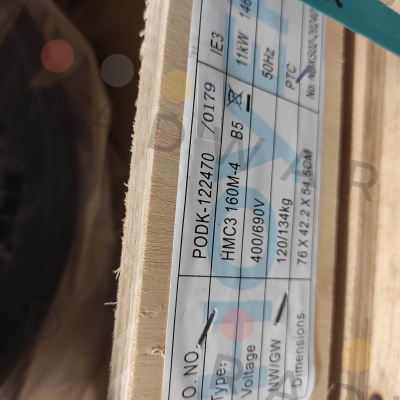 O. NO. PODK-122470 /0179 IE3
Type: HMC3 160M-4 B5 11kW
Voltage 400/690V 50Hz
NW/GW 120/134kg PTC
Dimensions 76 X 42.2 X 54.5CM
RADWAR